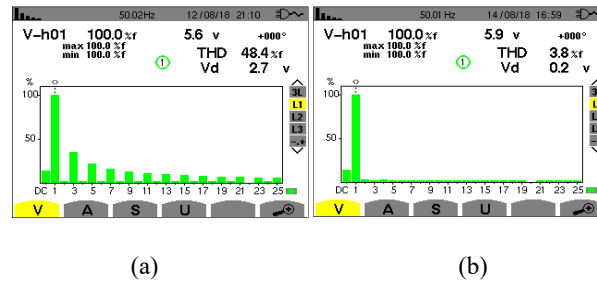 50.02Hz 12/08/18 21:10
V-h01 100.0 %f 5.6 v +000°
max 100.0 %f
min 100.0 %f
THD 48.4 %f
1
Vd 2.7 v
%
100
50
3L
L1
L2
L3
-.+
DC 1 3 5 7 9 11 13 15 17 19 21 23 25
V A S U
(a)
50.01 Hz 14/08/18 16:59
V-h01 100.0 %f 5.9 v +000°
max 100.0 %f
min 100.0 %f
THD 3.8 %f
1
Vd 0.2 v
%
100
50
DC 1 3 5 7 9 11 13 15 17 19 21 23 25
V A S U
(b)